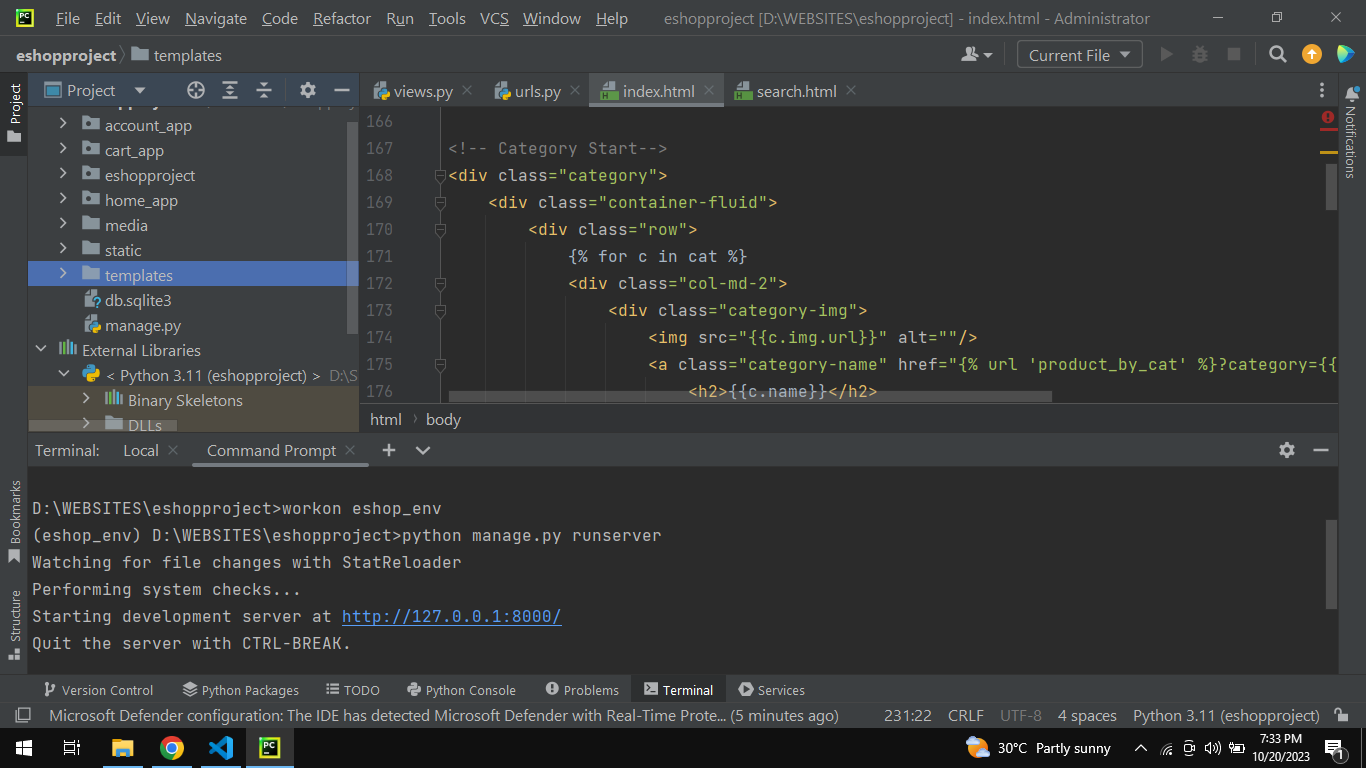 PC File Edit View Navigate Code Refactor Run Tools VCS Window Help eshopproject [D:\WEBSITES\eshopproject] - index.html - Administrator
eshopproject templates Current File
Project
Project
views.py urls.py index.html search.html
account_app
cart_app
eshopproject
home_app
media
static
templates
db.sqlite3
manage.py
External Libraries
< Python 3.11 (eshopproject) > D:\S
Binary Skeletons
DLLs
166
167 <!-- Category Start-->
168 <div class="category">
169 <div class="container-fluid">
170 <div class="row">
171 {% for c in cat %}
172 <div class="col-md-2">
173 <div class="category-img">
174 <img src="{{c.img.url}}" alt=""/>
175 <a class="category-name" href="{% url 'product_by_cat' %}?category={{
176 <h2>{{c.name}}</h2>
html body
Notifications
Terminal: Local Command Prompt
D:\WEBSITES\eshopproject>workon eshop_env
(eshop_env) D:\WEBSITES\eshopproject>python manage.py runserver
Watching for file changes with StatReloader
Performing system checks...
Starting development server at http://127.0.0.1:8000/
Quit the server with CTRL-BREAK.
Bookmarks
Structure
Version Control Python Packages TODO Python Console Problems Terminal Services
Microsoft Defender configuration: The IDE has detected Microsoft Defender with Real-Time Prote... (5 minutes ago) 231:22 CRLF UTF-8 4 spaces Python 3.11 (eshopproject)
PC 30°C Partly sunny 7:33 PM
10/20/2023 1